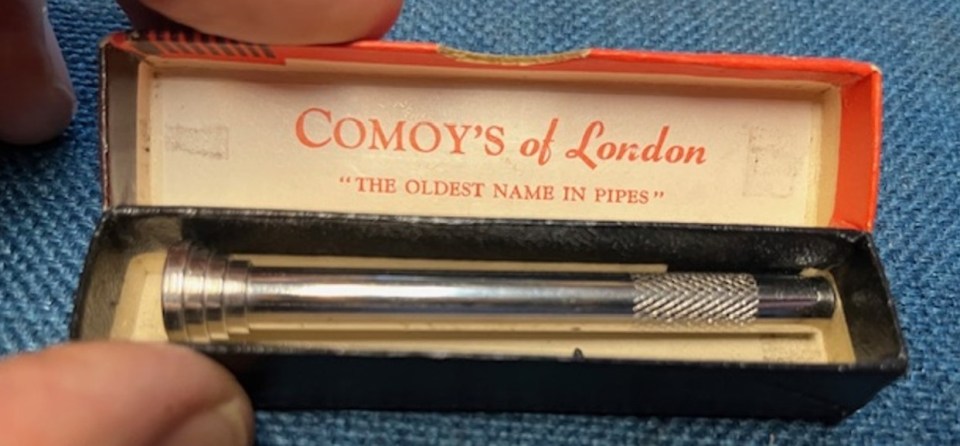 COMOY'S of London
"THE OLDEST NAME IN PIPES"